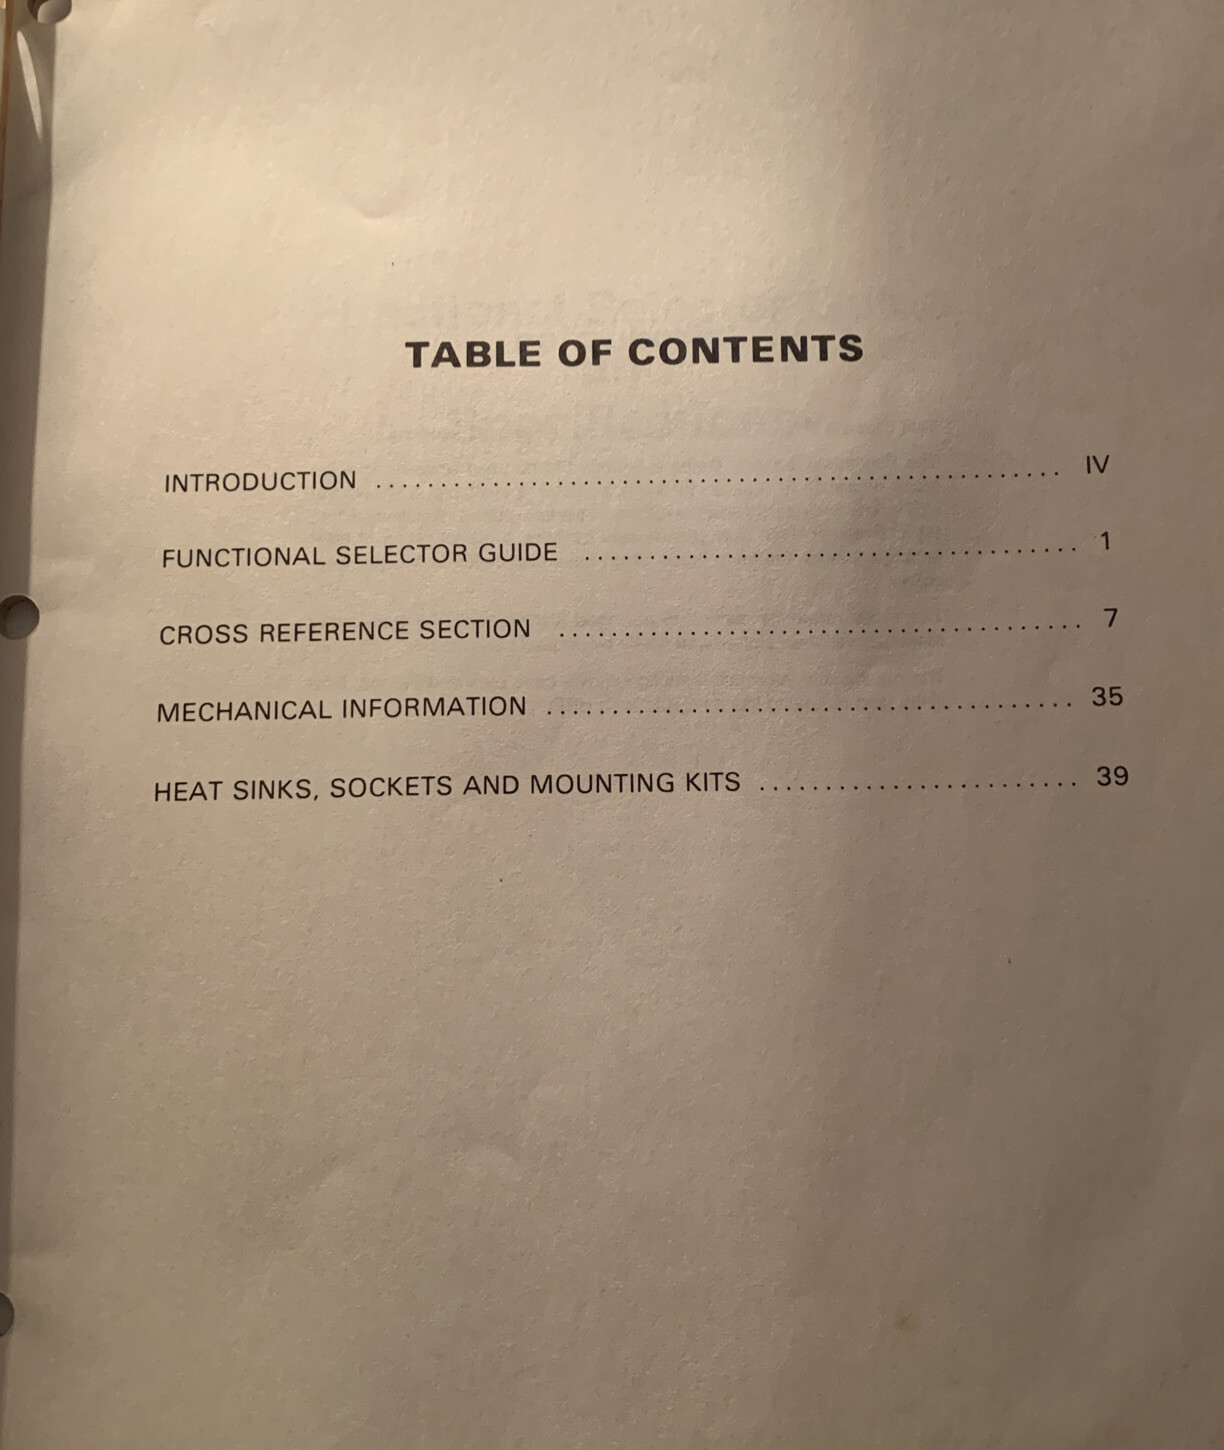 TABLE OF CONTENTS
INTRODUCTION ..................................................... IV
FUNCTIONAL SELECTOR GUIDE ...................................... 1
CROSS REFERENCE SECTION ........................................ 7
MECHANICAL INFORMATION ......................................... 35
HEAT SINKS, SOCKETS AND MOUNTING KITS ......................... 39